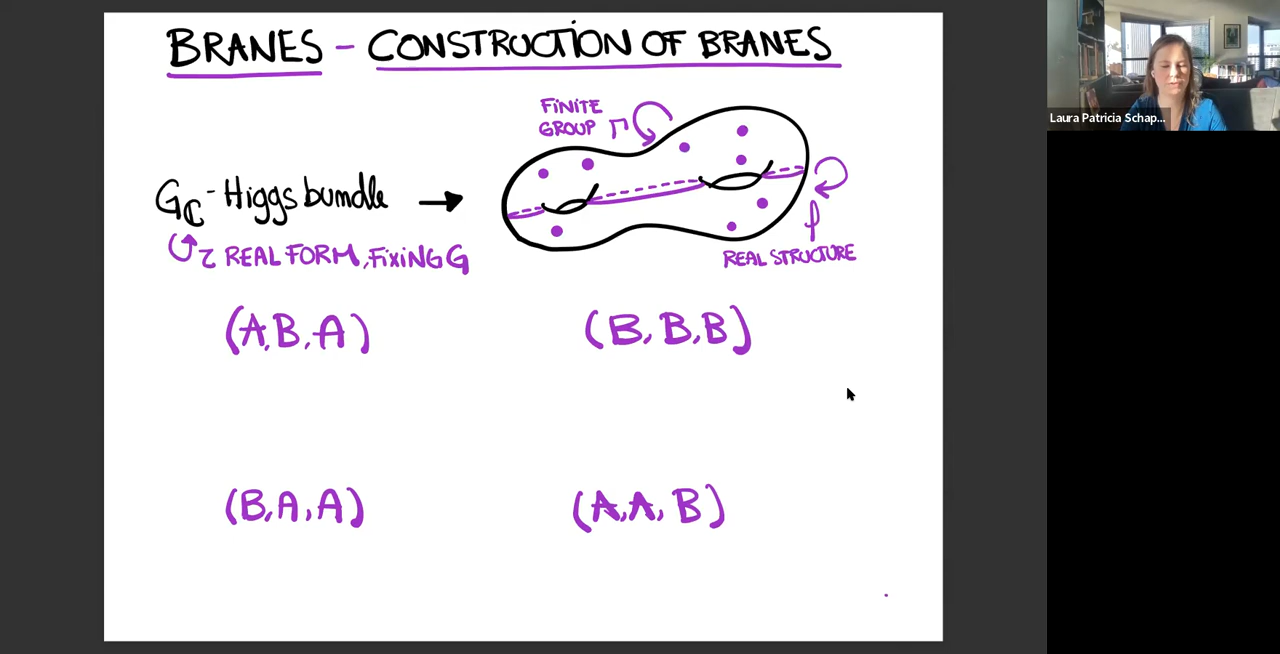 BRANES - CONSTRUCTION OF BRANES
FINITE
GROUP Γ
Gℂ - Higgs bundle →
τ REAL FORM, FIXING G
ρ
REAL STRUCTURE
(A, B, A)
(B, B, B)
(B, A, A)
(A, A, B)
Laura Patricia Schap...